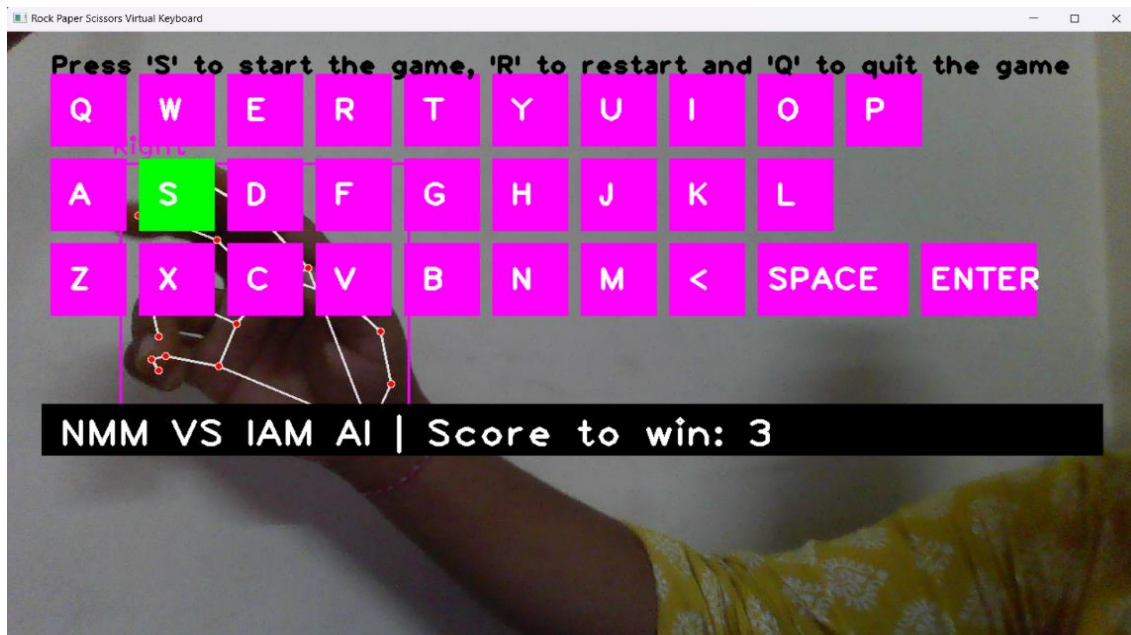 Rock Paper Scissors Virtual Keyboard
Press 'S' to start the game, 'R' to restart and 'Q' to quit the game
Q W E R T Y U I O P
Right
A S D F G H J K L
Z X C V B N M < SPACE ENTER
NMM VS IAM AI | Score to win: 3